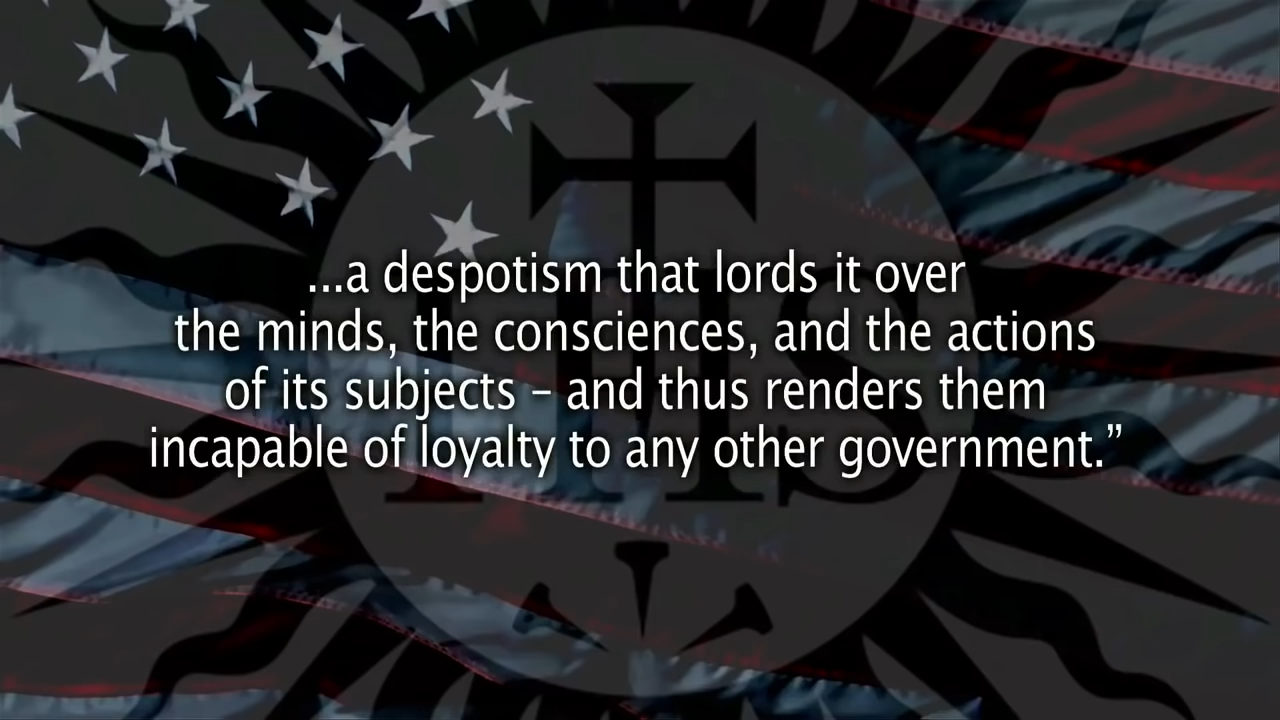 ...a despotism that lords it over
the minds, the consciences, and the actions
of its subjects – and thus renders them
incapable of loyalty to any other government.”
IHS